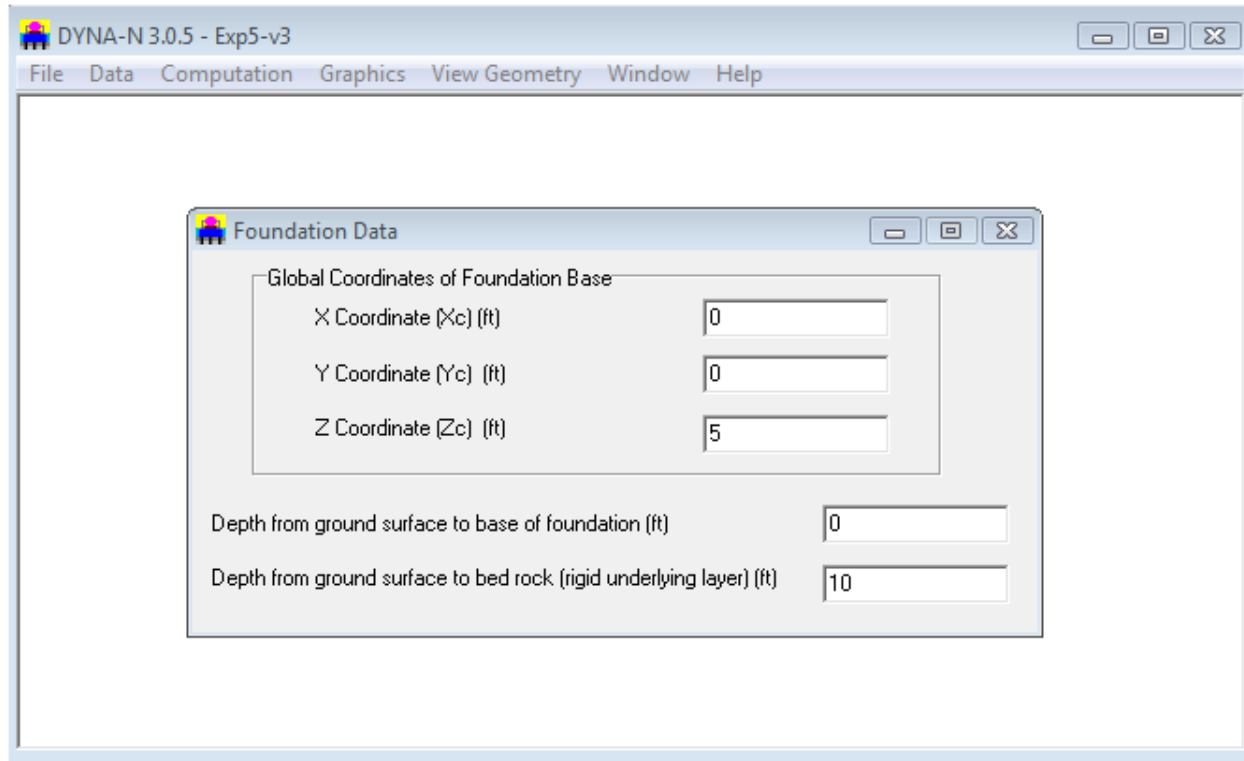 DYNA-N 3.0.5 - Exp5-v3
File Data Computation Graphics View Geometry Window Help
Foundation Data
Global Coordinates of Foundation Base
X Coordinate (Xc) (ft) 0
Y Coordinate (Yc) (ft) 0
Z Coordinate (Zc) (ft) 5
Depth from ground surface to base of foundation (ft) 0
Depth from ground surface to bed rock (rigid underlying layer) (ft) 10